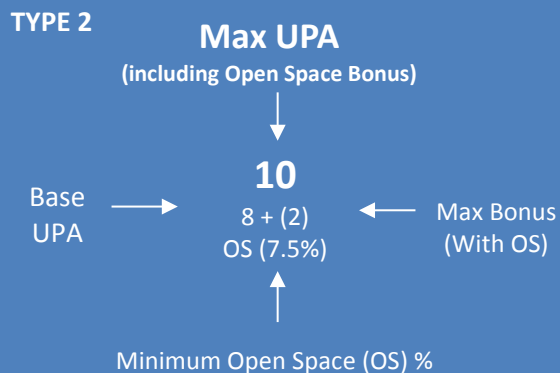 TYPE 2
Max UPA
(including Open Space Bonus)
10
8 + (2)
OS (7.5%)
Base
UPA
Max Bonus
(With OS)
Minimum Open Space (OS) %